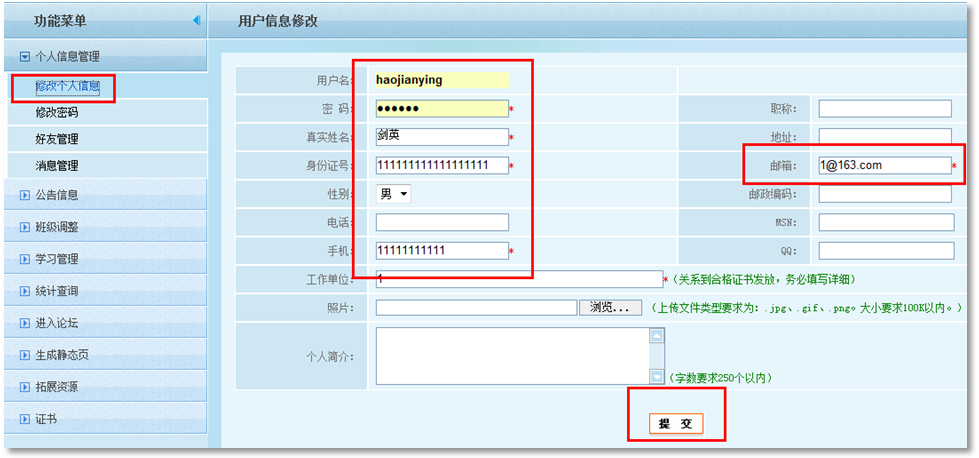 功能菜单
用户信息修改
个人信息管理
修改个人信息
修改密码
好友管理
消息管理
公告信息
班级调整
学习管理
统计查询
进入论坛
生成静态页
拓展资源
证书
用户名: haojianying
密 码: ●●●●●● * 职称:
真实姓名: 剑英 * 地址:
身份证号: 111111111111111111 * 邮箱: 1@163.com *
性别: 男 邮政编码:
电话: MSN:
手机: 11111111111 * QQ:
工作单位: 1 *(关系到合格证书发放，务必填写详细)
照片: 浏览... (上传文件类型要求为：.jpg、.gif、.png。大小要求100K以内。)
个人简介: (字数要求250个以内)
提 交